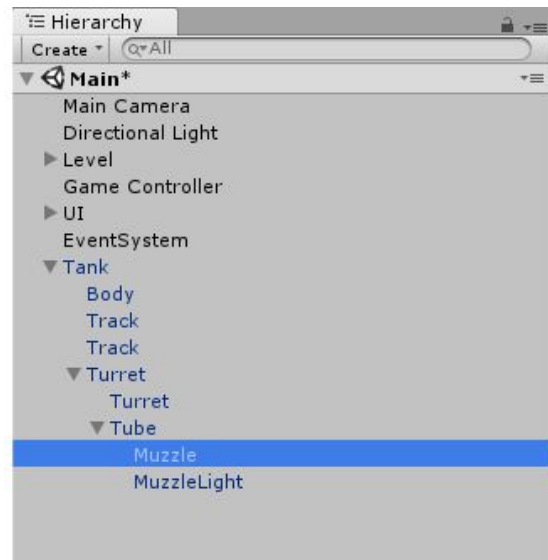 Hierarchy
Create All
Main*
Main Camera
Directional Light
Level
Game Controller
UI
EventSystem
Tank
Body
Track
Track
Turret
Turret
Tube
Muzzle
MuzzleLight